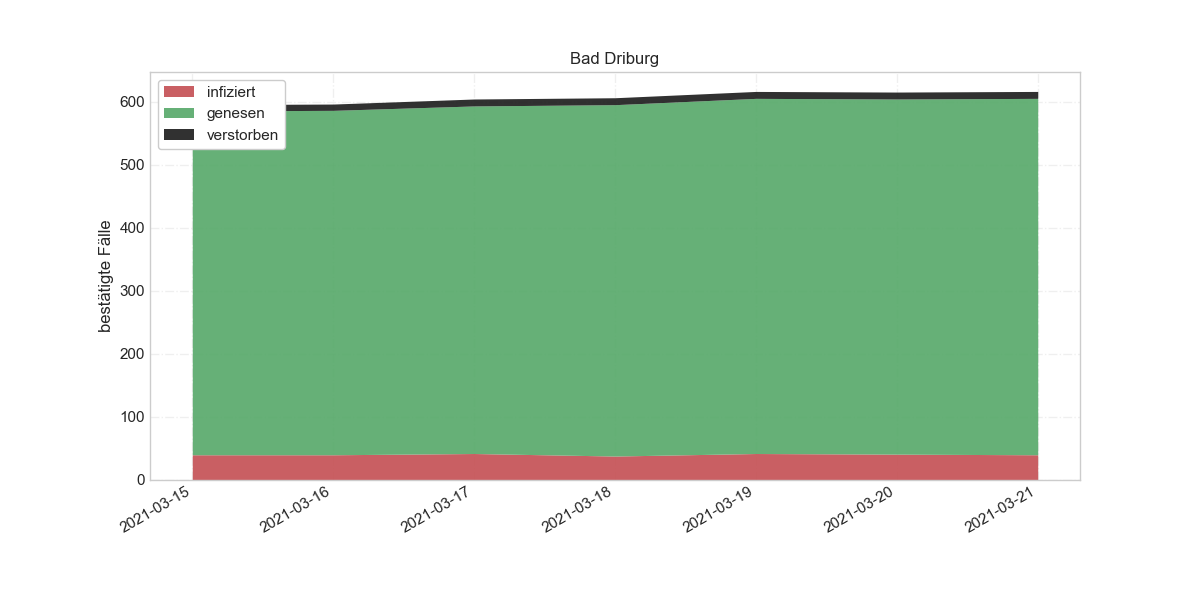 Bad Driburg
infiziert
genesen
verstorben
bestätigte Fälle
600
500
400
300
200
100
0
2021-03-15
2021-03-16
2021-03-17
2021-03-18
2021-03-19
2021-03-20
2021-03-21